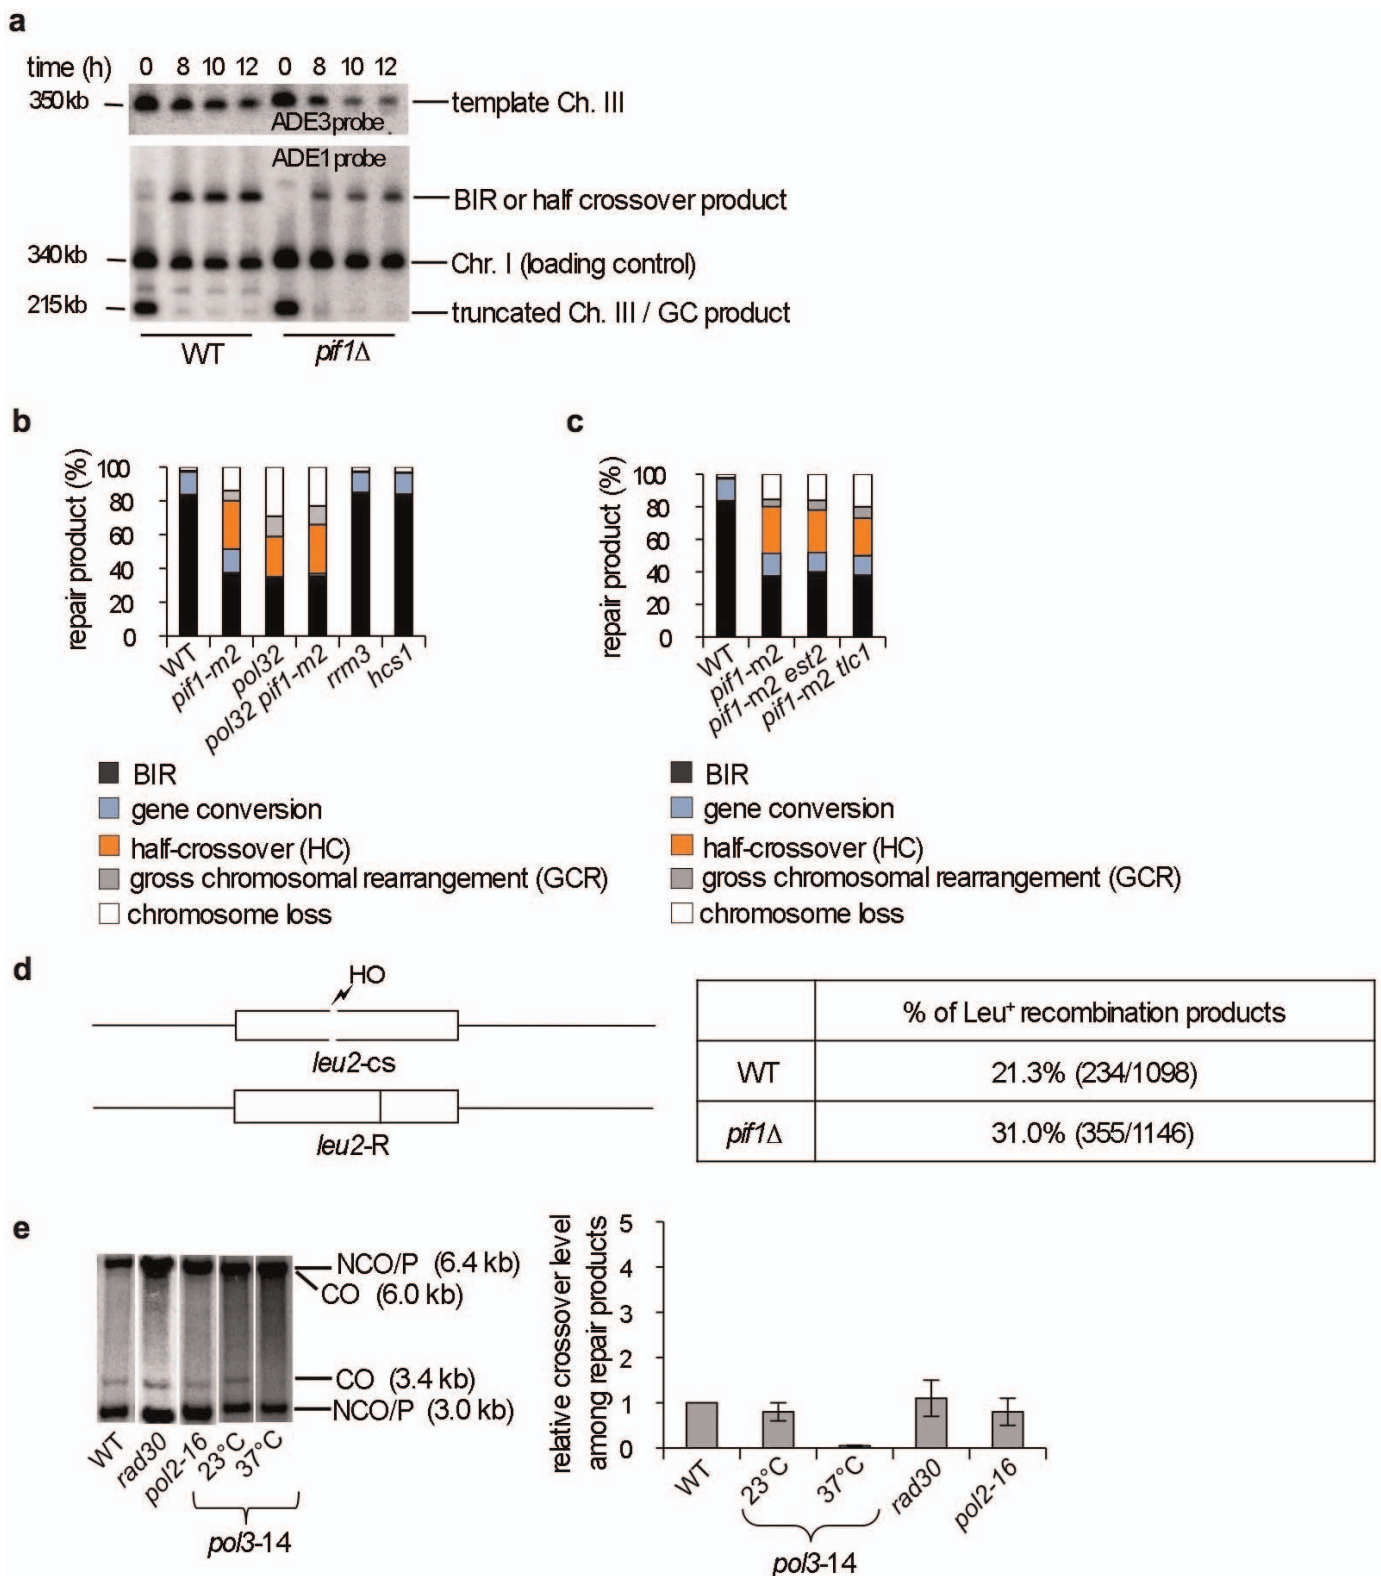 a
time (h) 0 8 10 12 0 8 10 12
350kb
ADE3 probe
template Ch. III
ADE1 probe
BIR or half crossover product
340kb
Chr. I (loading control)
215kb
truncated Ch. III / GC product
WT pif1Δ
b
repair product (%)
100
80
60
40
20
0
WT
pif1-m2
pol32
pol32 pif1-m2
rrm3
hcs1
BIR
gene conversion
half-crossover (HC)
gross chromosomal rearrangement (GCR)
chromosome loss
c
repair product (%)
100
80
60
40
20
0
WT
pif1-m2
pif1-m2 est2
pif1-m2 tlc1
BIR
gene conversion
half-crossover (HC)
gross chromosomal rearrangement (GCR)
chromosome loss
d
HO
leu2-cs
leu2-R
% of Leu⁺ recombination products
WT 21.3% (234/1098)
pif1Δ 31.0% (355/1146)
e
NCO/P (6.4 kb)
CO (6.0 kb)
CO (3.4 kb)
NCO/P (3.0 kb)
WT
rad30
pol2-16
23°C
37°C
pol3-14
relative crossover level
among repair products
5
4
3
2
1
0
WT
23°C
37°C
rad30
pol2-16
pol3-14